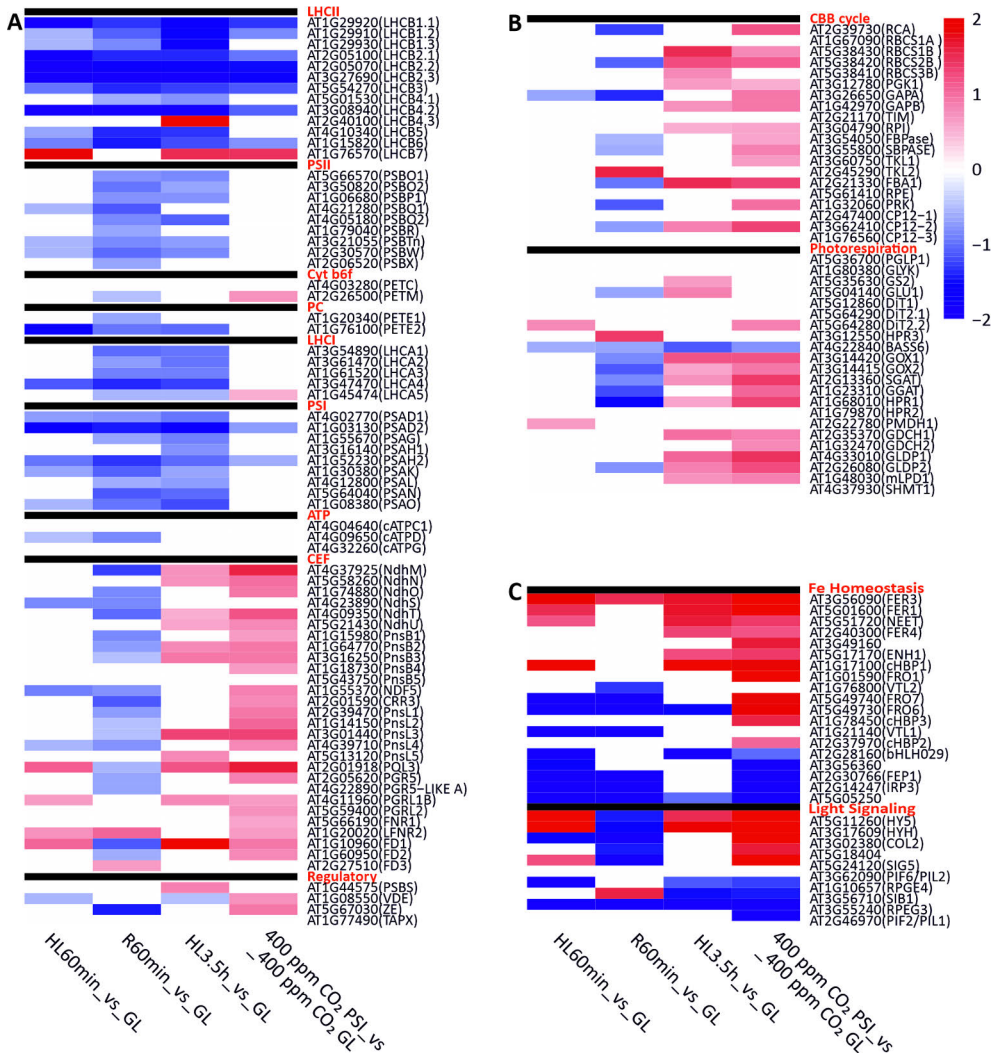 A
LHCII
AT1G29920(LHCB1.1)
AT1G29910(LHCB1.2)
AT1G29930(LHCB1.3)
AT2G05100(LHCB2.1)
AT2G05070(LHCB2.2)
AT3G27690(LHCB2.3)
AT5G54270(LHCB3)
AT5G01530(LHCB4.1)
AT3G08940(LHCB4.2)
AT2G40100(LHCB4.3)
AT4G10340(LHCB5)
AT1G15820(LHCB6)
AT1G76570(LHCB7)
PSII
AT5G66570(PSBO1)
AT3G50820(PSBO2)
AT1G06680(PSBP1)
AT4G21280(PSBQ1)
AT4G05180(PSBO2)
AT1G79040(PSBR)
AT3G21055(PSBTn)
AT2G30570(PSBW)
AT2G06520(PSBX)
Cyt b6f
AT4G03280(PETC)
AT2G26500(PETM)
PC
AT1G20340(PETE1)
AT1G76100(PETE2)
LHCI
AT3G54890(LHCA1)
AT3G61470(LHCA2)
AT1G61520(LHCA3)
AT3G47470(LHCA4)
AT1G45474(LHCA5)
PSI
AT4G02770(PSAD1)
AT1G03130(PSAD2)
AT1G55670(PSAG)
AT3G16140(PSAH1)
AT1G52230(PSAH2)
AT1G30380(PSAK)
AT4G12800(PSAL)
AT5G64040(PSAN)
AT1G08380(PSAO)
ATP
AT4G04640(cATPC1)
AT4G09650(cATPD)
AT4G32260(cATPG)
CEF
AT4G37925(NdhM)
AT5G58260(NdhN)
AT1G74880(NdhO)
AT4G23890(NdhS)
AT4G09350(NdhT)
AT5G21430(NdhU)
AT1G15980(PnsB1)
AT1G64770(PnsB2)
AT3G16250(PnsB3)
AT1G18730(PnsB4)
AT5G43750(PnsB5)
AT1G55370(NDF5)
AT2G01590(CRR3)
AT2G39470(PnsL1)
AT1G14150(PnsL2)
AT3G01440(PnsL3)
AT4G39710(PnsL4)
AT5G13120(PnsL5)
AT2G01918(PQL3)
AT2G05620(PGR5)
AT4G22890(PGR5−LIKE A)
AT4G11960(PGRL1B)
AT5G59400(PGRL2)
AT5G66190(FNR1)
AT1G20020(LFNR2)
AT1G10960(FD1)
AT1G60950(FD2)
AT2G27510(FD3)
Regulatory
AT1G44575(PSBS)
AT1G08550(VDE)
AT5G67030(ZE)
AT1G77490(TAPX)
HL60min_vs_GL
R60min_vs_GL
HL3.5h_vs_GL
400 ppm CO₂ PSI_vs
_400 ppm CO₂ GL
B
CBB cycle
AT2G39730(RCA)
AT1G67090(RBCS1A )
AT5G38430(RBCS1B )
AT5G38420(RBCS2B )
AT5G38410(RBCS3B)
AT3G12780(PGK1)
AT3G26650(GAPA)
AT1G42970(GAPB)
AT2G21170(TIM)
AT3G04790(RPI)
AT3G54050(FBPase)
AT3G55800(SBPASE)
AT3G60750(TKL1)
AT2G45290(TKL2)
AT2G21330(FBA1)
AT5G61410(RPE)
AT1G32060(PRK)
AT2G47400(CP12−1)
AT3G62410(CP12−2)
AT1G76560(CP12−3)
Photorespiration
AT5G36700(PGLP1)
AT1G80380(GLYK)
AT5G35630(GS2)
AT5G04140(GLU1)
AT5G12860(DiT1)
AT5G64290(DiT2.1)
AT5G64280(DiT2.2)
AT3G12550(HPR3)
AT4G22840(BASS6)
AT3G14420(GOX1)
AT3G14415(GOX2)
AT2G13360(SGAT)
AT1G23310(GGAT)
AT1G68010(HPR1)
AT1G79870(HPR2)
AT2G22780(PMDH1)
AT2G35370(GDCH1)
AT1G32470(GDCH2)
AT4G33010(GLDP1)
AT2G26080(GLDP2)
AT1G48030(mLPD1)
AT4G37930(SHMT1)
2
1
0
−1
−2
C
Fe Homeostasis
AT3G56090(FER3)
AT5G01600(FER1)
AT5G51720(NEET)
AT2G40300(FER4)
AT3G49160
AT5G17170(ENH1)
AT1G17100(cHBP1)
AT1G01590(FRO1)
AT1G76800(VTL2)
AT5G49740(FRO7)
AT5G49730(FRO6)
AT1G78450(cHBP3)
AT1G21140(VTL1)
AT2G37970(cHBP2)
AT2G28160(bHLH029)
AT3G56360
AT2G30766(FEP1)
AT2G14247(IRP3)
AT5G05250
Light Signaling
AT5G11260(HY5)
AT3G17609(HYH)
AT3G02380(COL2)
AT5G18404
AT5G24120(SIG5)
AT3G62090(PIF6/PIL2)
AT1G10657(RPGE4)
AT3G56710(SIB1)
AT3G55240(RPEG3)
AT2G46970(PIF2/PIL1)
HL60min_vs_GL
R60min_vs_GL
HL3.5h_vs_GL
400 ppm CO₂ PSI_vs
_400 ppm CO₂ GL